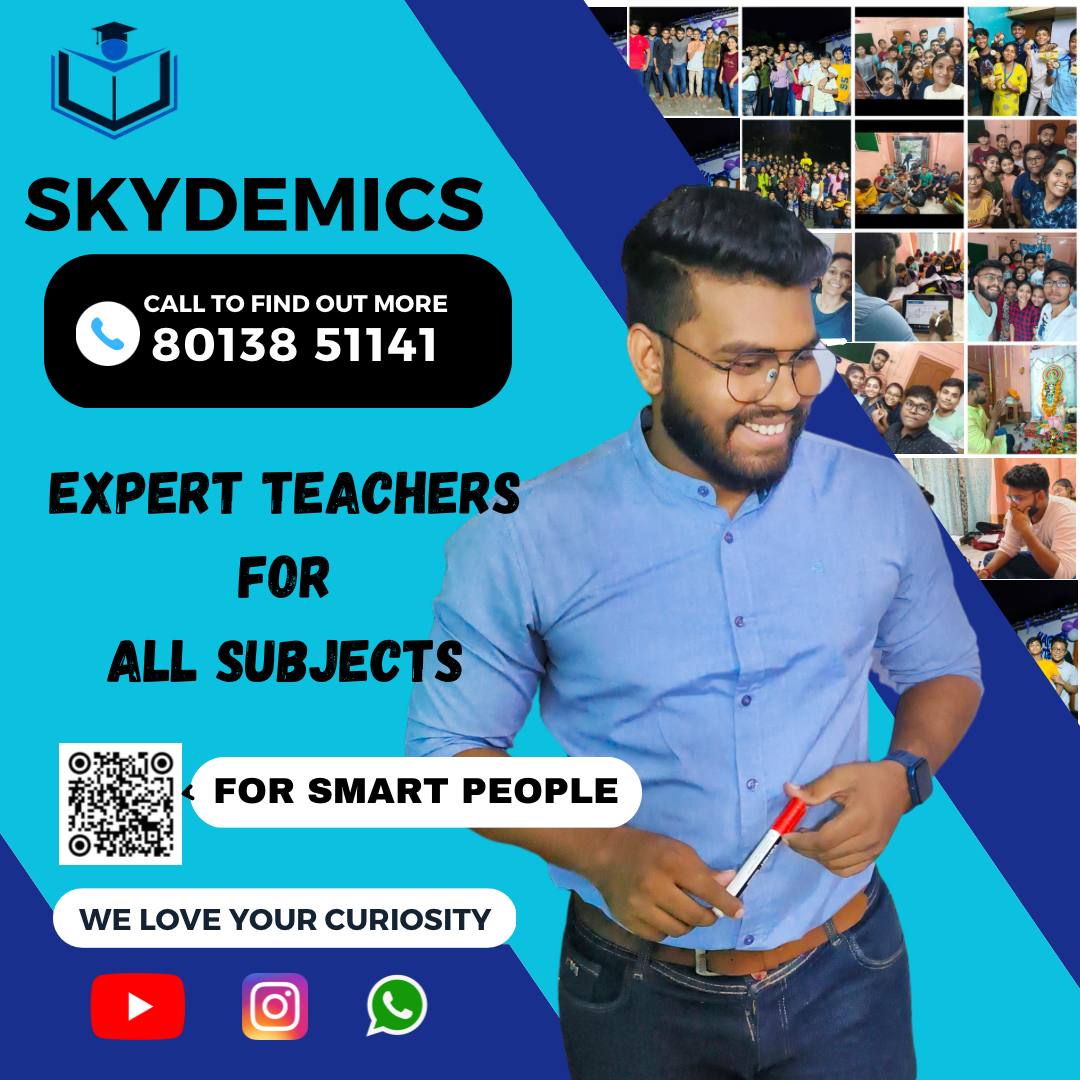 SKYDEMICS
CALL TO FIND OUT MORE
80138 51141
EXPERT TEACHERS
FOR
ALL SUBJECTS
FOR SMART PEOPLE
WE LOVE YOUR CURIOSITY